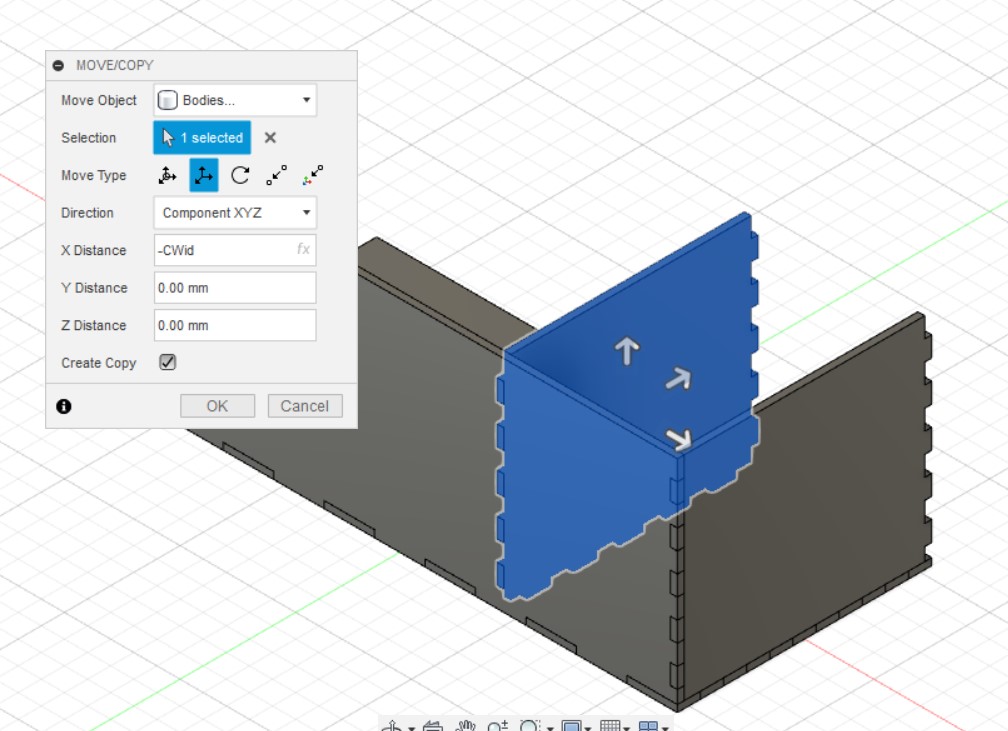 MOVE/COPY
Move Object Bodies...
Selection 1 selected
Move Type
Direction Component XYZ
X Distance -CWid fx
Y Distance 0.00 mm
Z Distance 0.00 mm
Create Copy
OK Cancel